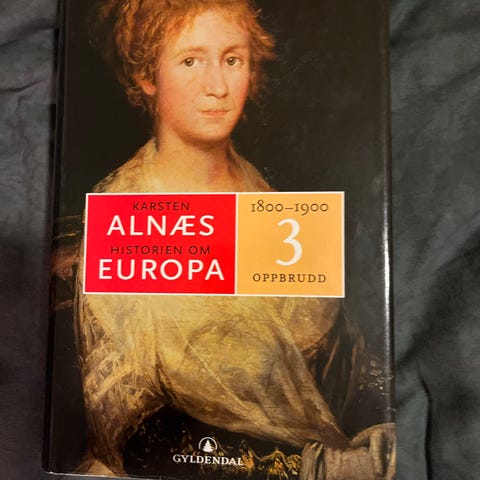 KARSTEN
ALNÆS
HISTORIEN OM
EUROPA
1800–1900
3
OPPBRUDD
GYLDENDAL